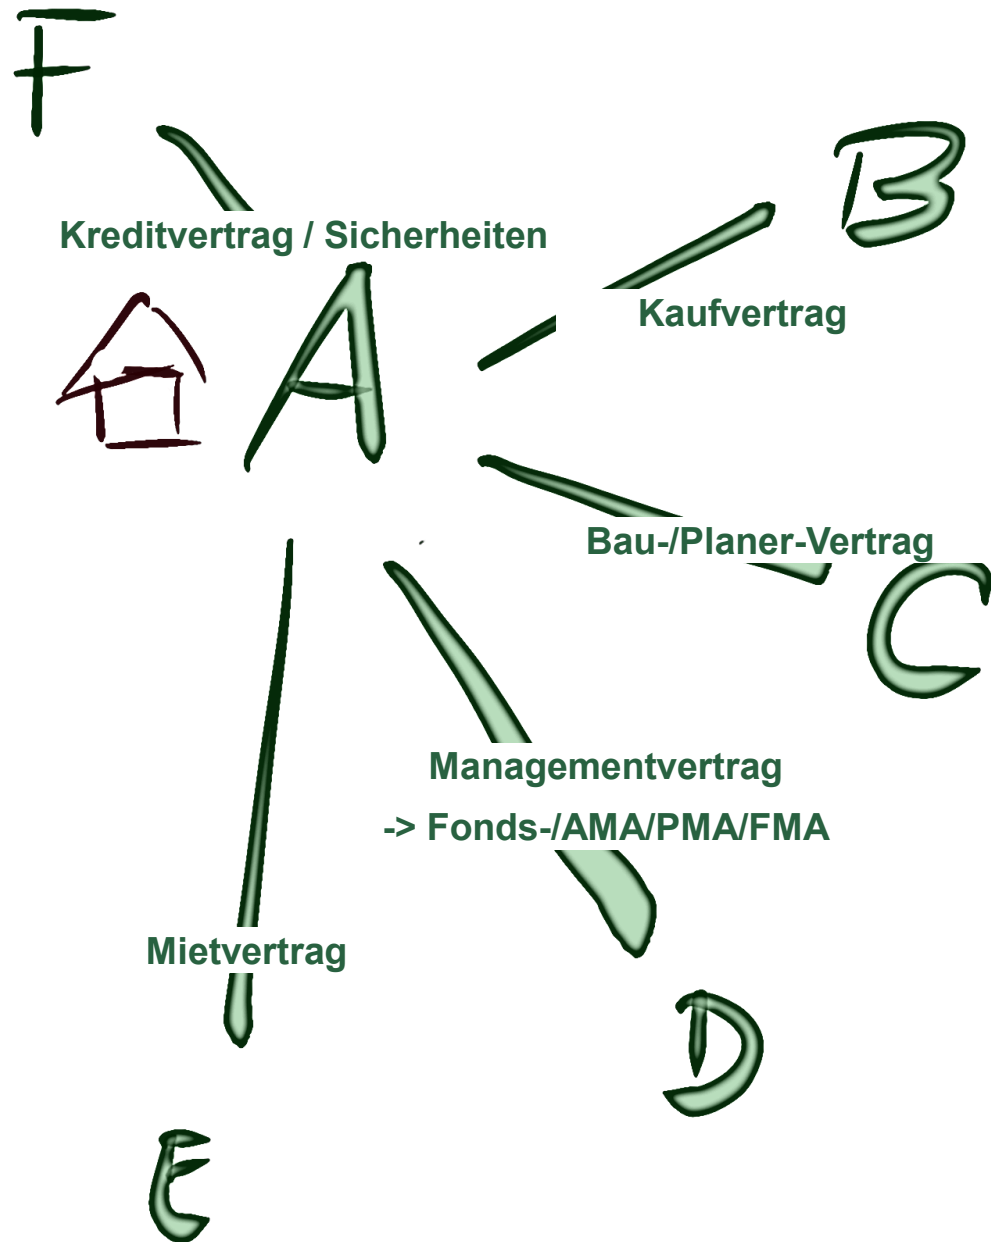 F
B
Kreditvertrag / Sicherheiten
Kaufvertrag
A
Bau-/Planer-Vertrag
C
Managementvertrag
-> Fonds-/AMA/PMA/FMA
Mietvertrag
D
E